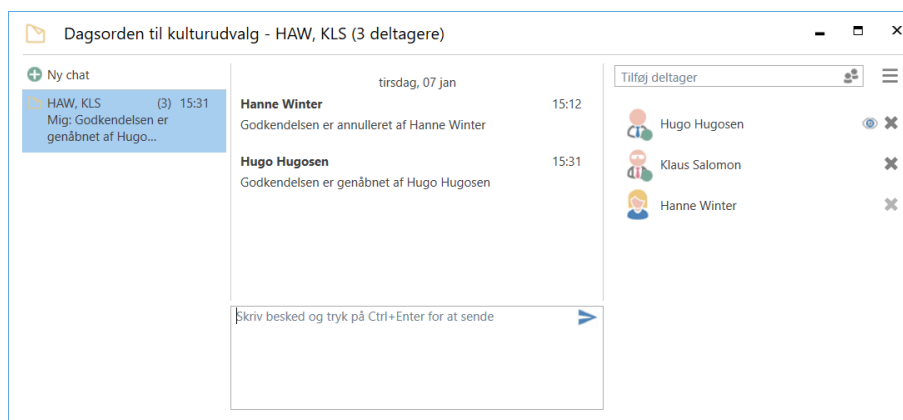 Dagsorden til kulturudvalg - HAW, KLS (3 deltagere)
Ny chat
HAW, KLS (3) 15:31
Mig: Godkendelsen er
genåbnet af Hugo...
tirsdag, 07 jan
Hanne Winter 15:12
Godkendelsen er annulleret af Hanne Winter
Hugo Hugosen 15:31
Godkendelsen er genåbnet af Hugo Hugosen
Skriv besked og tryk på Ctrl+Enter for at sende
Tilføj deltager
Hugo Hugosen
Klaus Salomon
Hanne Winter